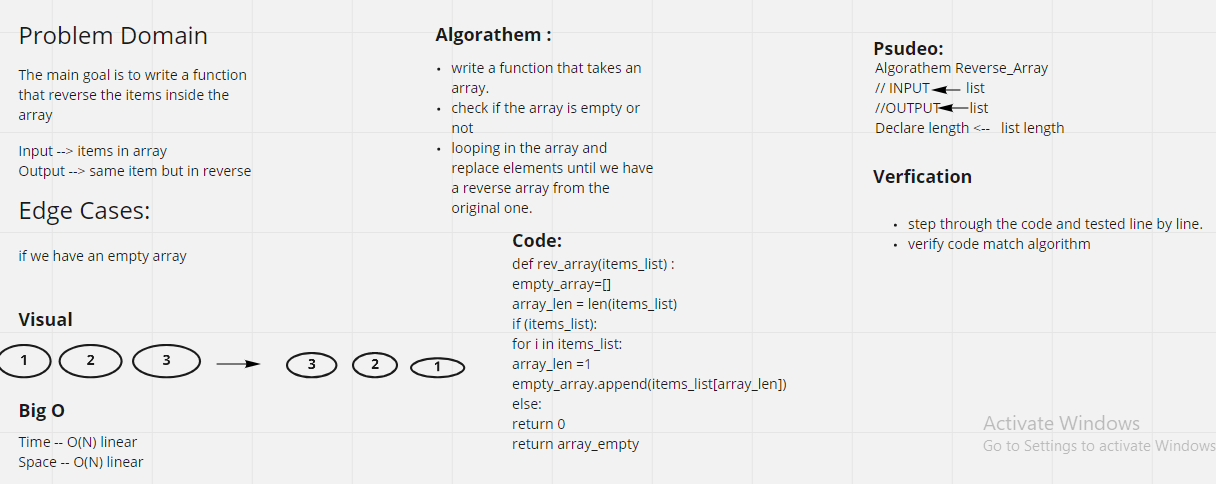 Problem Domain
The main goal is to write a function
that reverse the items inside the
array
Input --> items in array
Output --> same item but in reverse
Edge Cases:
if we have an empty array
Visual
1 2 3 3 2 1
Big O
Time -- O(N) linear
Space -- O(N) linear
Algorathem :
• write a function that takes an
array.
• check if the array is empty or
not
• looping in the array and
replace elements until we have
a reverse array from the
original one.
Code:
def rev_array(items_list) :
empty_array=[]
array_len = len(items_list)
if (items_list):
for i in items_list:
array_len =1
empty_array.append(items_list[array_len])
else:
return 0
return array_empty
Psudeo:
Algorathem Reverse_Array
// INPUT list
//OUTPUT list
Declare length <-- list length
Verfication
• step through the code and tested line by line.
• verify code match algorithm
Activate Windows
Go to Settings to activate Windows